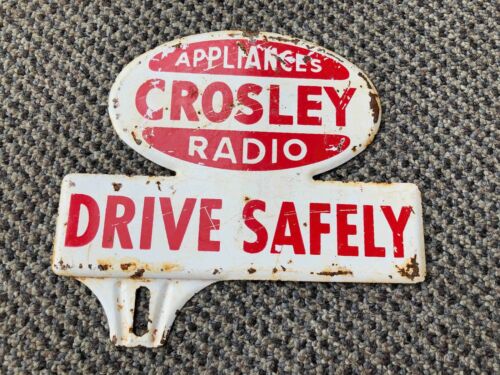 APPLIANCES
CROSLEY
RADIO
DRIVE SAFELY